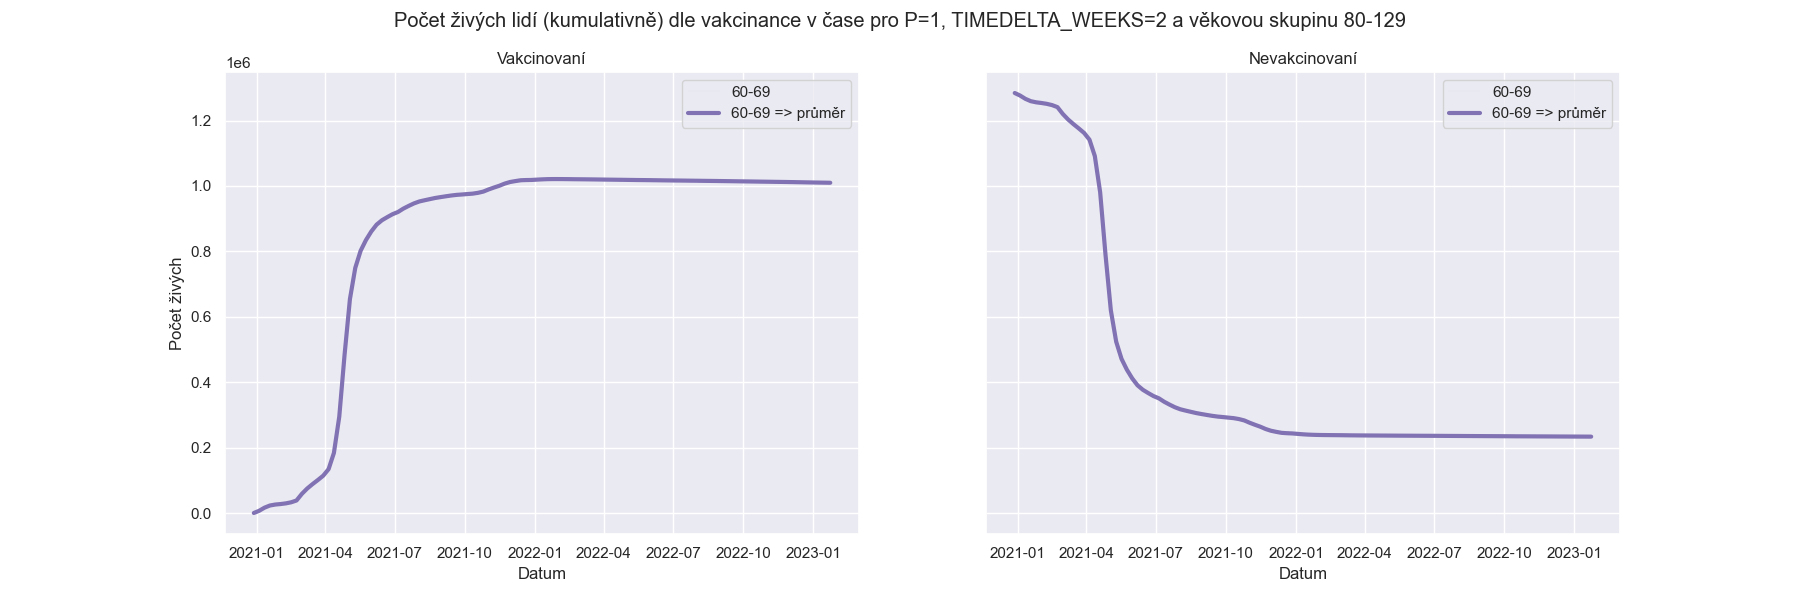 Počet živých lidí (kumulativně) dle vakcinance v čase pro P=1, TIMEDELTA_WEEKS=2 a věkovou skupinu 80-129
Vakcinovaní
1e6
60-69
60-69 => průměr
1.2
1.0
0.8
0.6
0.4
0.2
0.0
Počet živých
2021-01 2021-04 2021-07 2021-10 2022-01 2022-04 2022-07 2022-10 2023-01
Datum
Nevakcinovaní
60-69
60-69 => průměr
2021-01 2021-04 2021-07 2021-10 2022-01 2022-04 2022-07 2022-10 2023-01
Datum